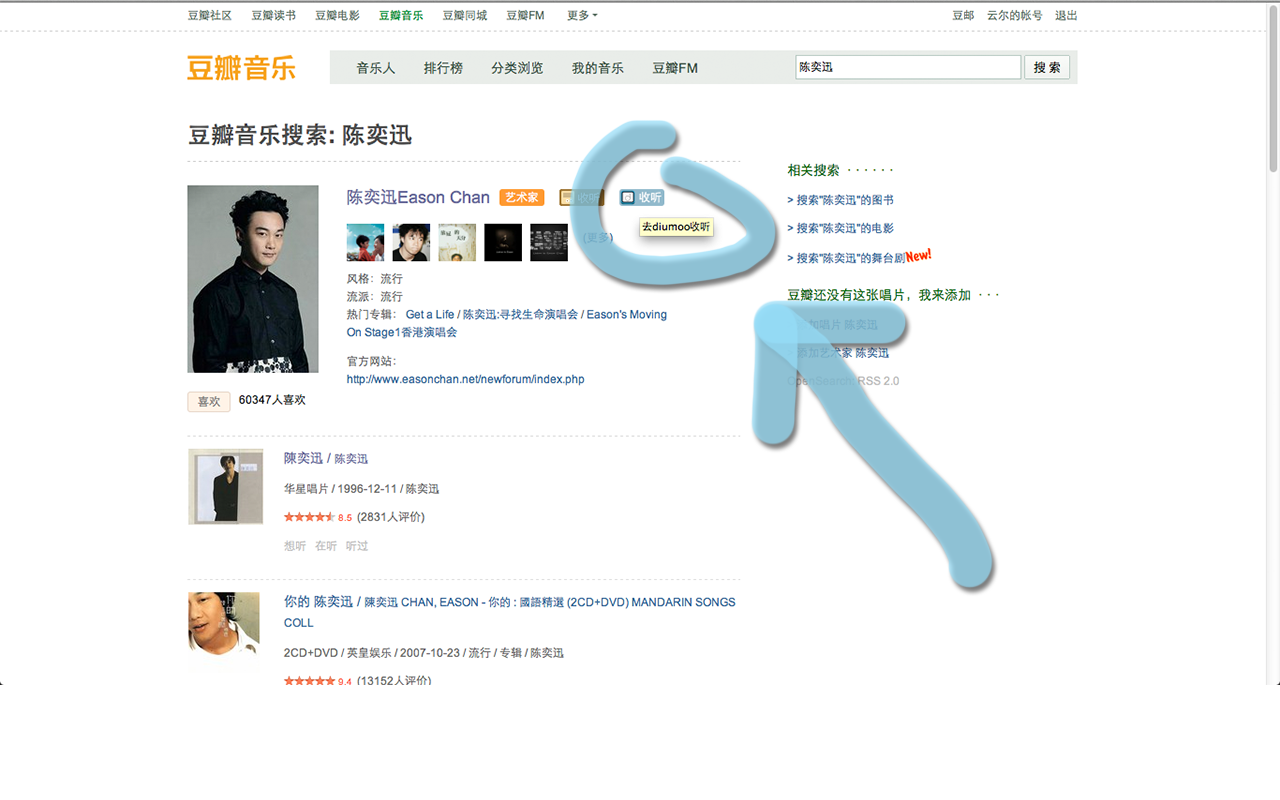 豆瓣社区 豆瓣读书 豆瓣电影 豆瓣音乐 豆瓣同城 豆瓣FM 更多 豆邮 云尔的帐号 退出
豆瓣音乐 音乐人 排行榜 分类浏览 我的音乐 豆瓣FM 陈奕迅 搜 索
豆瓣音乐搜索: 陈奕迅
陈奕迅Eason Chan 艺术家 收听 收听
去diumoo收听
(更多)
风格: 流行
流派: 流行
热门专辑: Get a Life / 陈奕迅:寻找生命演唱会 / Eason's Moving
On Stage1香港演唱会
官方网站:
http://www.easonchan.net/newforum/index.php
喜欢 60347人喜欢
陳奕迅 / 陈奕迅
华星唱片 / 1996-12-11 / 陈奕迅
8.5 (2831人评价)
想听 在听 听过
你的 陈奕迅 / 陳奕迅 CHAN, EASON - 你的 : 國語精選 (2CD+DVD) MANDARIN SONGS
COLL
2CD+DVD / 英皇娱乐 / 2007-10-23 / 流行 / 专辑 / 陈奕迅
9.4 (13152人评价)
相关搜索 · · · · · ·
> 搜索"陈奕迅"的图书
> 搜索"陈奕迅"的电影
> 搜索"陈奕迅"的舞台剧New!
豆瓣还没有这张唱片，我来添加 · · ·
加唱片 陈奕迅
添加艺术家 陈奕迅
OpenSearch RSS 2.0